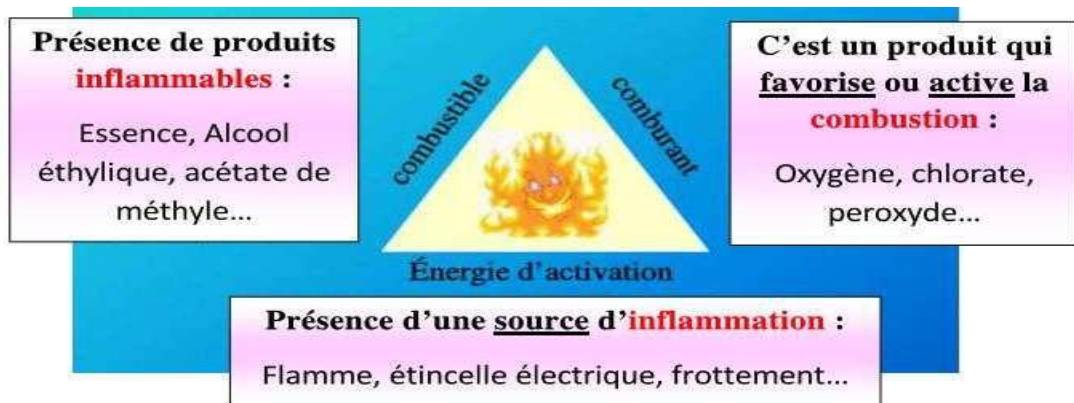 Présence de produits
inflammables :
Essence, Alcool
éthylique, acétate de
méthyle...
combustible
comburant
C'est un produit qui
favorise ou active la
combustion :
Oxygène, chlorate,
peroxyde...
Énergie d'activation
Présence d'une source d'inflammation :
Flamme, étincelle électrique, frottement...